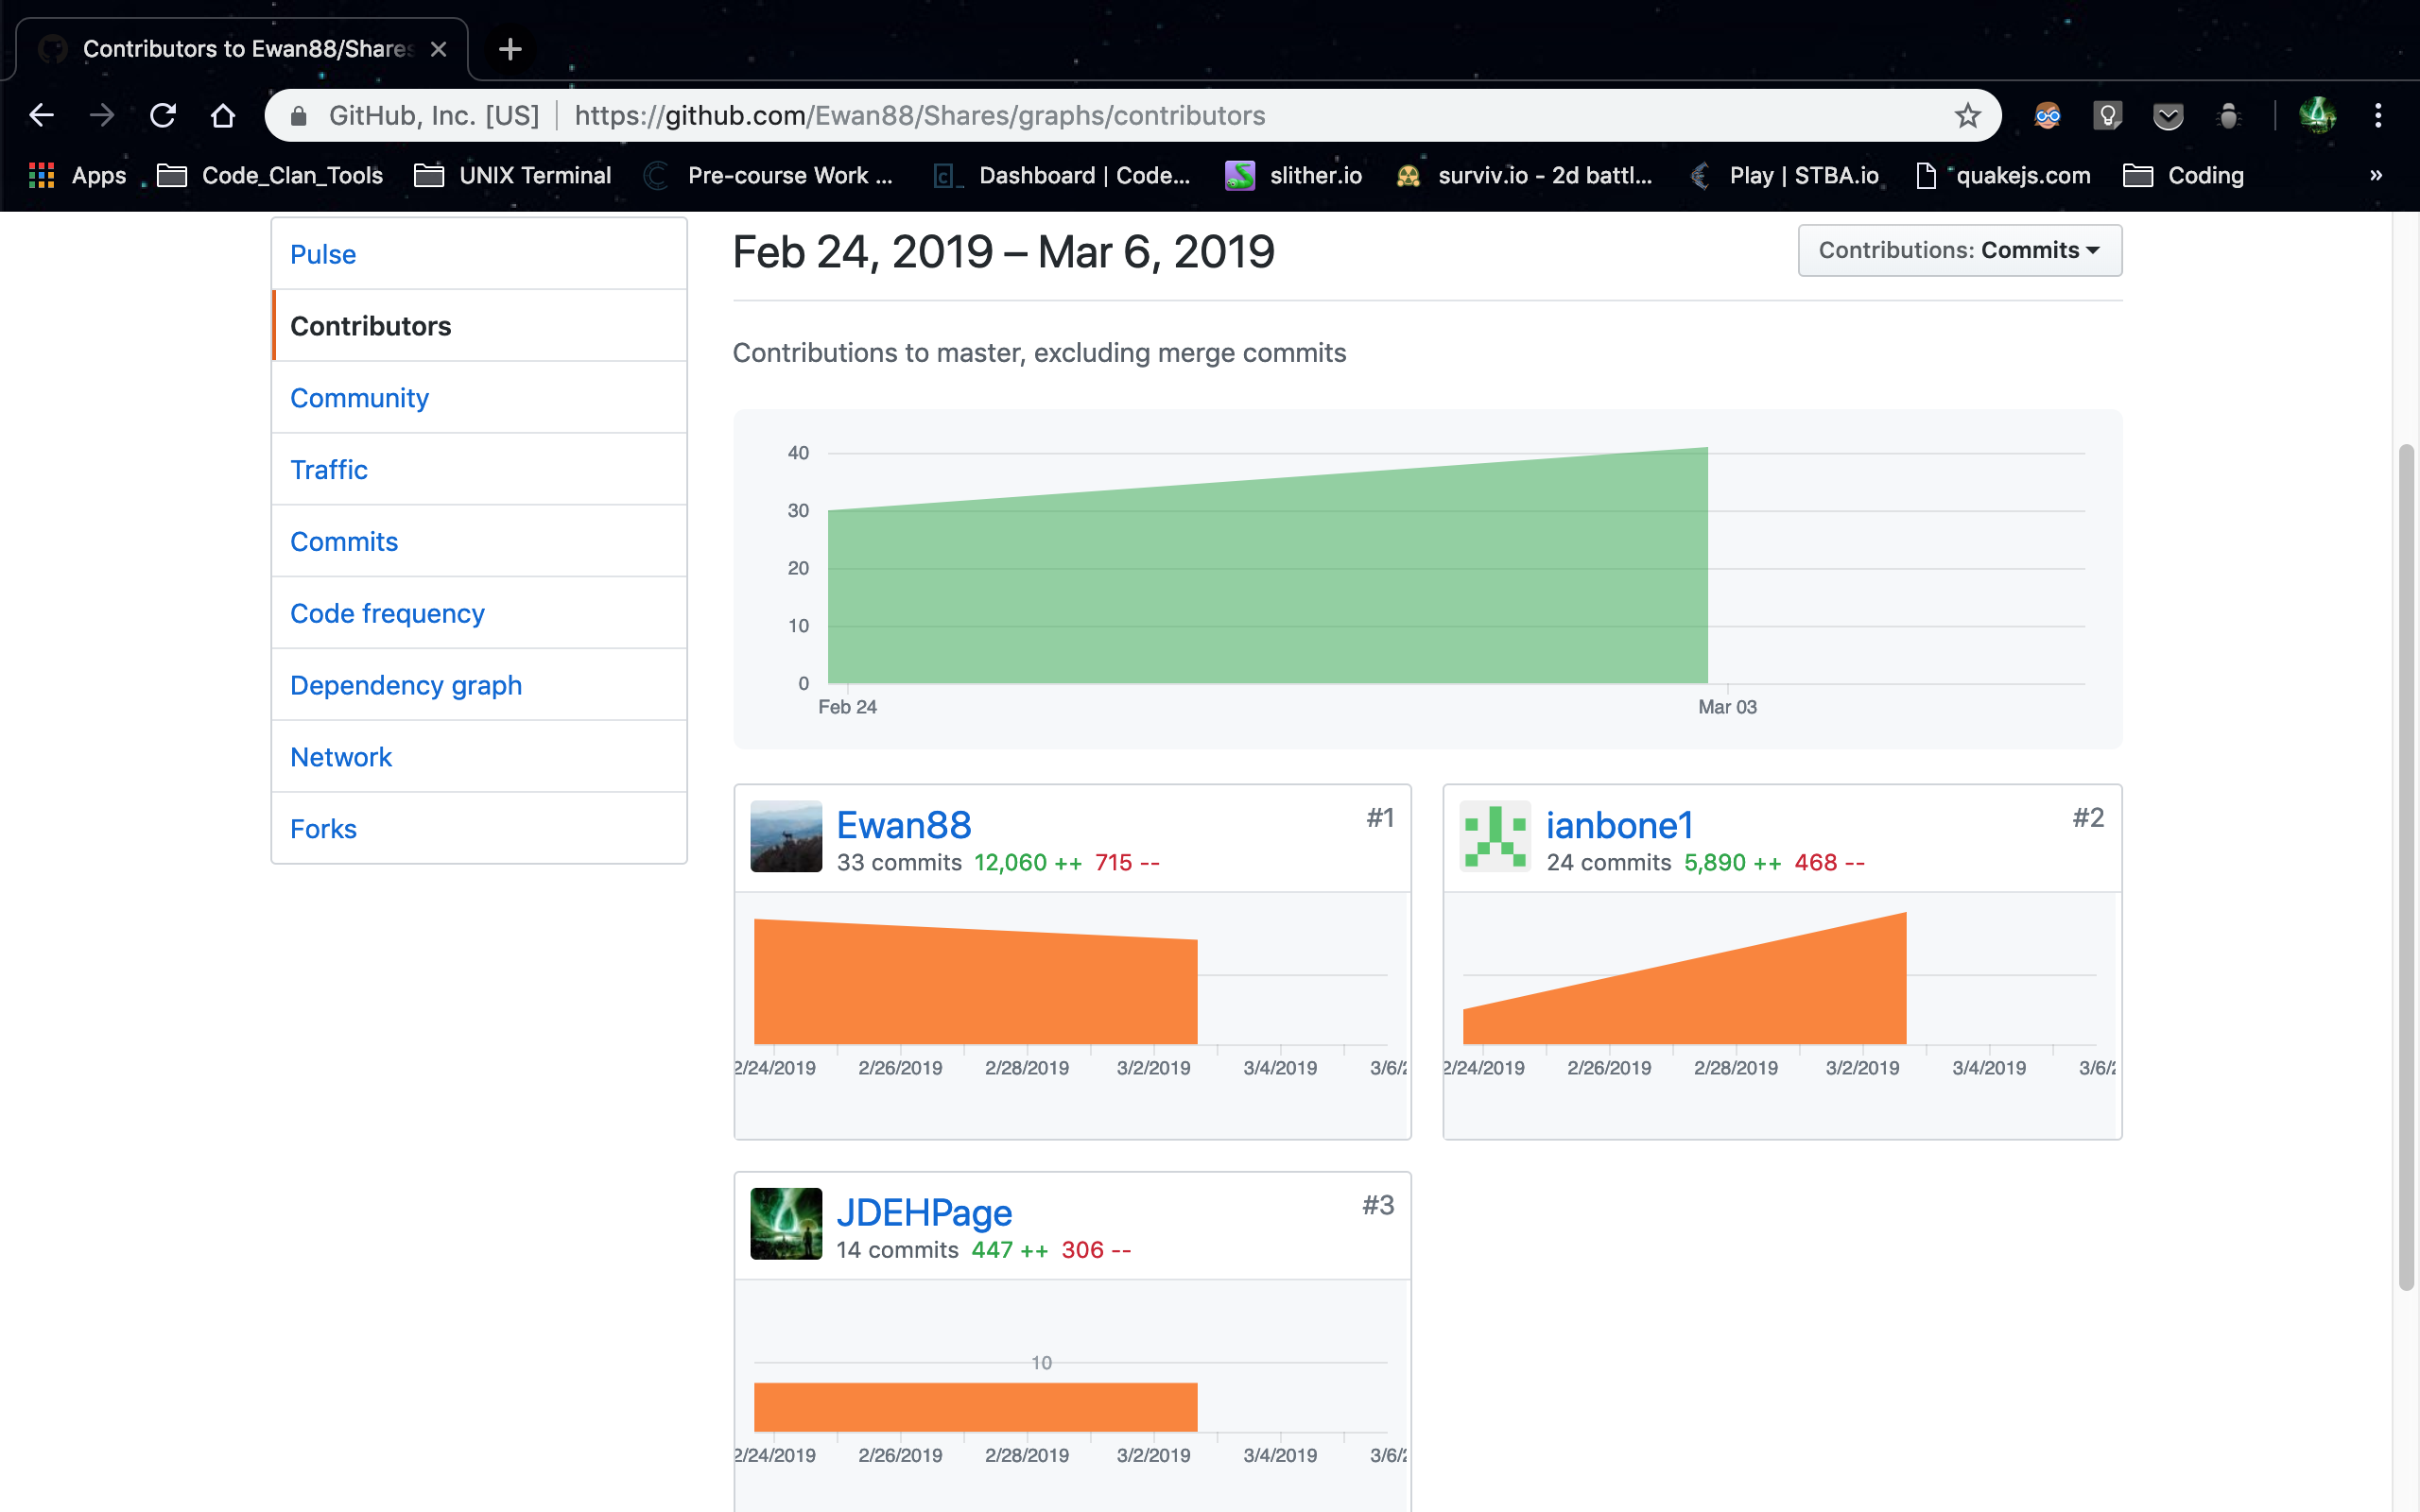 Contributors to Ewan88/Shares
GitHub, Inc. [US] https://github.com/Ewan88/Shares/graphs/contributors
Apps Code_Clan_Tools UNIX Terminal Pre-course Work ... Dashboard | Code... slither.io surviv.io - 2d battl... Play | STBA.io quakejs.com Coding »
Pulse
Contributors
Community
Traffic
Commits
Code frequency
Dependency graph
Network
Forks
Feb 24, 2019 – Mar 6, 2019
Contributions: Commits
Contributions to master, excluding merge commits
40
30
20
10
0
Feb 24 Mar 03
Ewan88 #1
33 commits 12,060 ++ 715 --
2/24/2019 2/26/2019 2/28/2019 3/2/2019 3/4/2019 3/6/2
ianbone1 #2
24 commits 5,890 ++ 468 --
2/24/2019 2/26/2019 2/28/2019 3/2/2019 3/4/2019 3/6/2
JDEHPage #3
14 commits 447 ++ 306 --
10
2/24/2019 2/26/2019 2/28/2019 3/2/2019 3/4/2019 3/6/2